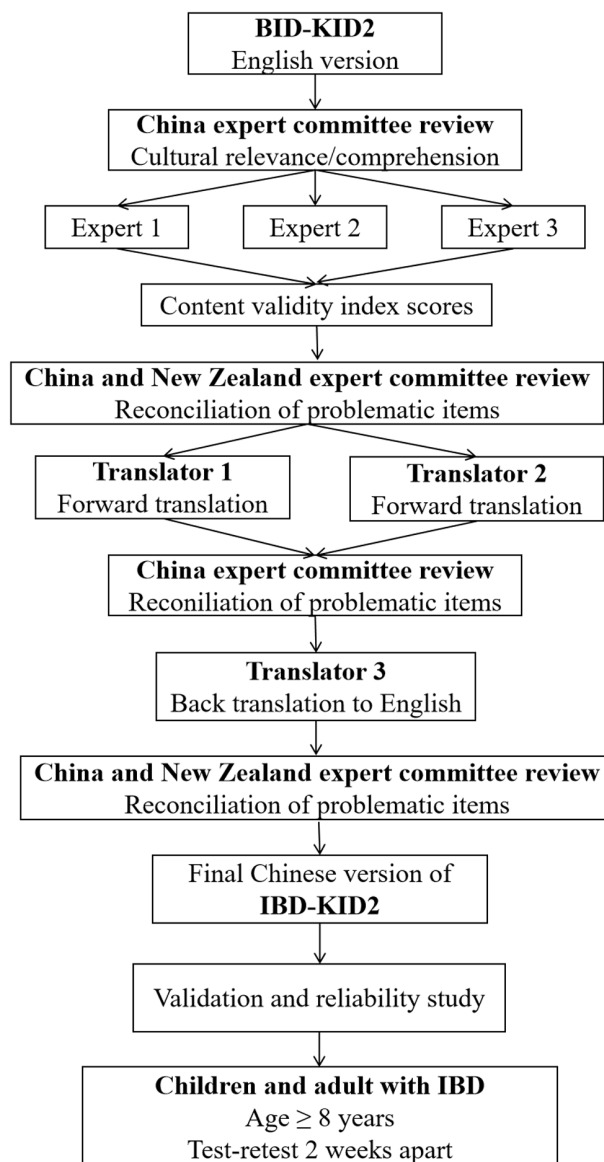 BID-KID2
English version
China expert committee review
Cultural relevance/comprehension
Expert 1
Expert 2
Expert 3
Content validity index scores
China and New Zealand expert committee review
Reconciliation of problematic items
Translator 1
Forward translation
Translator 2
Forward translation
China expert committee review
Reconiliation of problematic items
Translator 3
Back translation to English
China and New Zealand expert committee review
Reconciliation of problematic items
Final Chinese version of
IBD-KID2
Validation and reliability study
Children and adult with IBD
Age ≥ 8 years
Test-retest 2 weeks apart